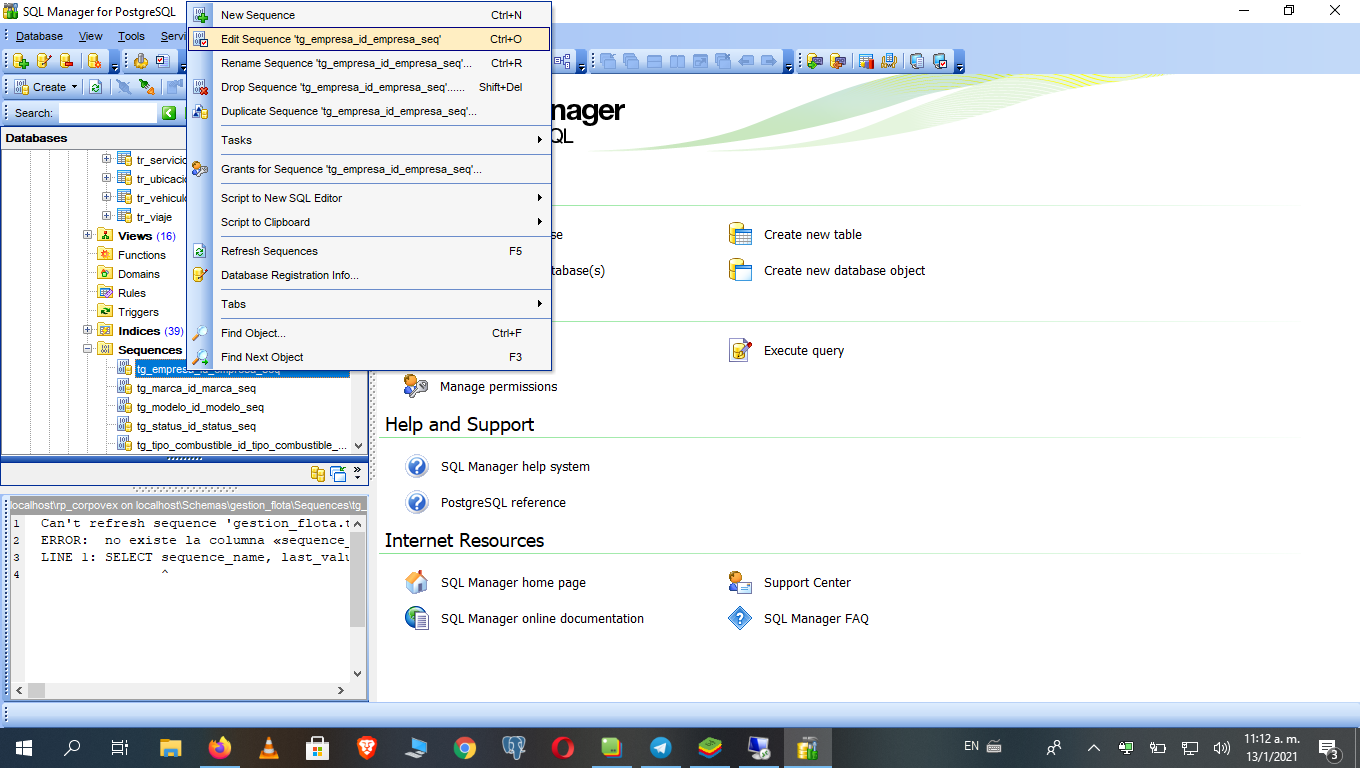 SQL Manager for PostgreSQL
Database View Tools Servi
Create
Search:
Databases
tr_servicio
tr_ubicaci
tr_vehiculo
tr_viaje
Views (16)
Functions
Domains
Rules
Triggers
Indices (39)
Sequences
tg_empresa_id_empresa_seq
tg_marca_id_marca_seq
tg_modelo_id_modelo_seq
tg_status_id_status_seq
tg_tipo_combustible_id_tipo_combustible_...
New Sequence Ctrl+N
Edit Sequence 'tg_empresa_id_empresa_seq' Ctrl+O
Rename Sequence 'tg_empresa_id_empresa_seq'... Ctrl+R
Drop Sequence 'tg_empresa_id_empresa_seq'...... Shift+Del
Duplicate Sequence 'tg_empresa_id_empresa_seq'...
Tasks
Grants for Sequence 'tg_empresa_id_empresa_seq'...
Script to New SQL Editor
Script to Clipboard
Refresh Sequences F5
Database Registration Info...
Tabs
Find Object... Ctrl+F
Find Next Object F3
nager
QL
se
Create new table
tabase(s)
Create new database object
Execute query
Manage permissions
Help and Support
SQL Manager help system
PostgreSQL reference
Internet Resources
SQL Manager home page
Support Center
SQL Manager online documentation
SQL Manager FAQ
localhost\rp_corpovex on localhost\Schemas\gestion_flota\Sequences\tg_
1 Can't refresh sequence 'gestion_flota.t
2 ERROR: no existe la columna «sequence_
3 LINE 1: SELECT sequence_name, last_valu
4 ^
EN
11:12 a. m.
13/1/2021
3